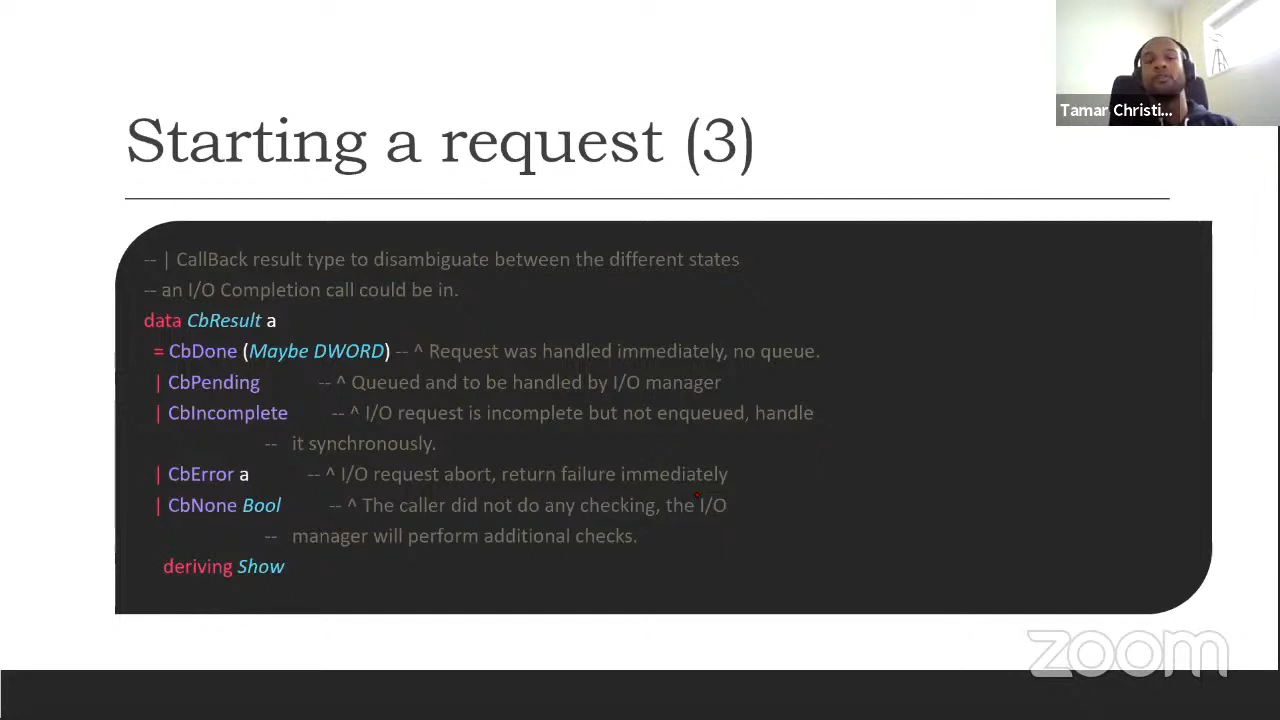 Tamar Christi...
Starting a request (3)
-- | CallBack result type to disambiguate between the different states
-- an I/O Completion call could be in.
data CbResult a
= CbDone (Maybe DWORD) -- ^ Request was handled immediately, no queue.
| CbPending -- ^ Queued and to be handled by I/O manager
| CbIncomplete -- ^ I/O request is incomplete but not enqueued, handle
-- it synchronously.
| CbError a -- ^ I/O request abort, return failure immediately
| CbNone Bool -- ^ The caller did not do any checking, the I/O
-- manager will perform additional checks.
deriving Show
zoom